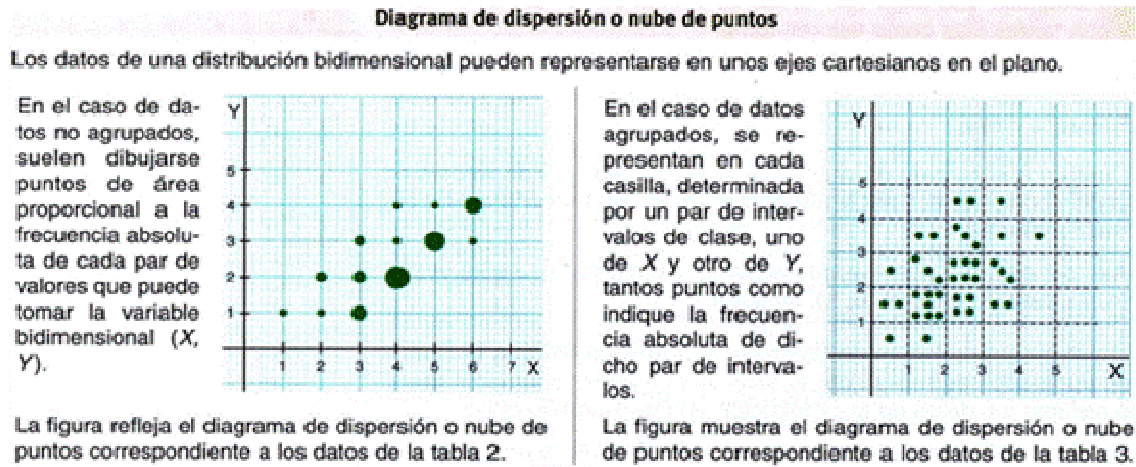 Diagrama de dispersión o nube de puntos
Los datos de una distribución bidimensional pueden representarse en unos ejes cartesianos en el plano.
En el caso de da-
tos no agrupados,
suelen dibujarse
puntos de área
proporcional a la
frecuencia absolu-
ta de cada par de
valores que puede
tomar la variable
bidimensional (X,
Y).
Y
5
4
3
2
1
1 2 3 4 5 6 7 X
La figura refleja el diagrama de dispersión o nube de
puntos correspondiente a los datos de la tabla 2.
En el caso de datos
agrupados, se re-
presentan en cada
casilla, determinada
por un par de inter-
valos de clase, uno
de X y otro de Y,
tantos puntos como
indique la frecuen-
cia absoluta de di-
cho par de interva-
los.
Y
5
4
3
2
1
1 2 3 4 5 X
La figura muestra el diagrama de dispersión o nube
de puntos correspondiente a los datos de la tabla 3.